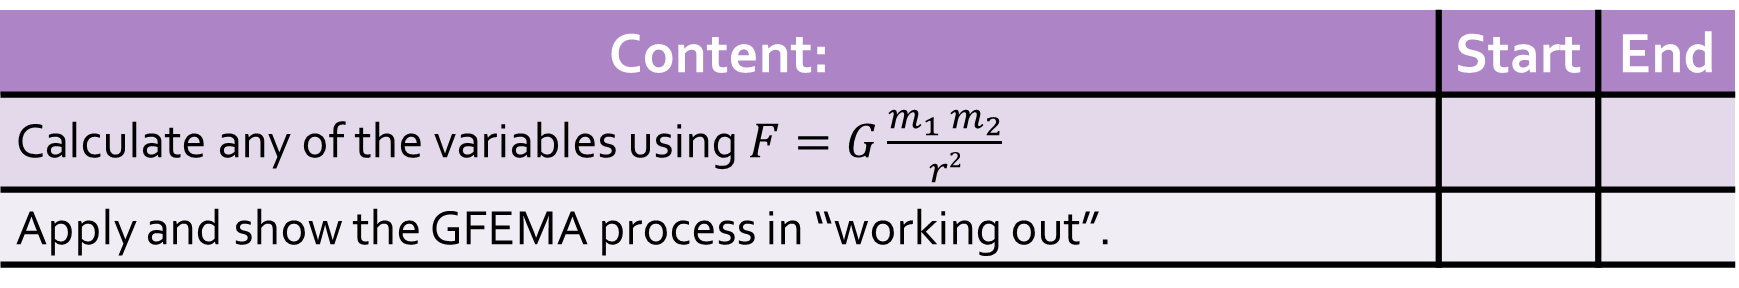 Content: Start End
Calculate any of the variables using F = G m₁ m₂ / r²
Apply and show the GFEMA process in “working out”.